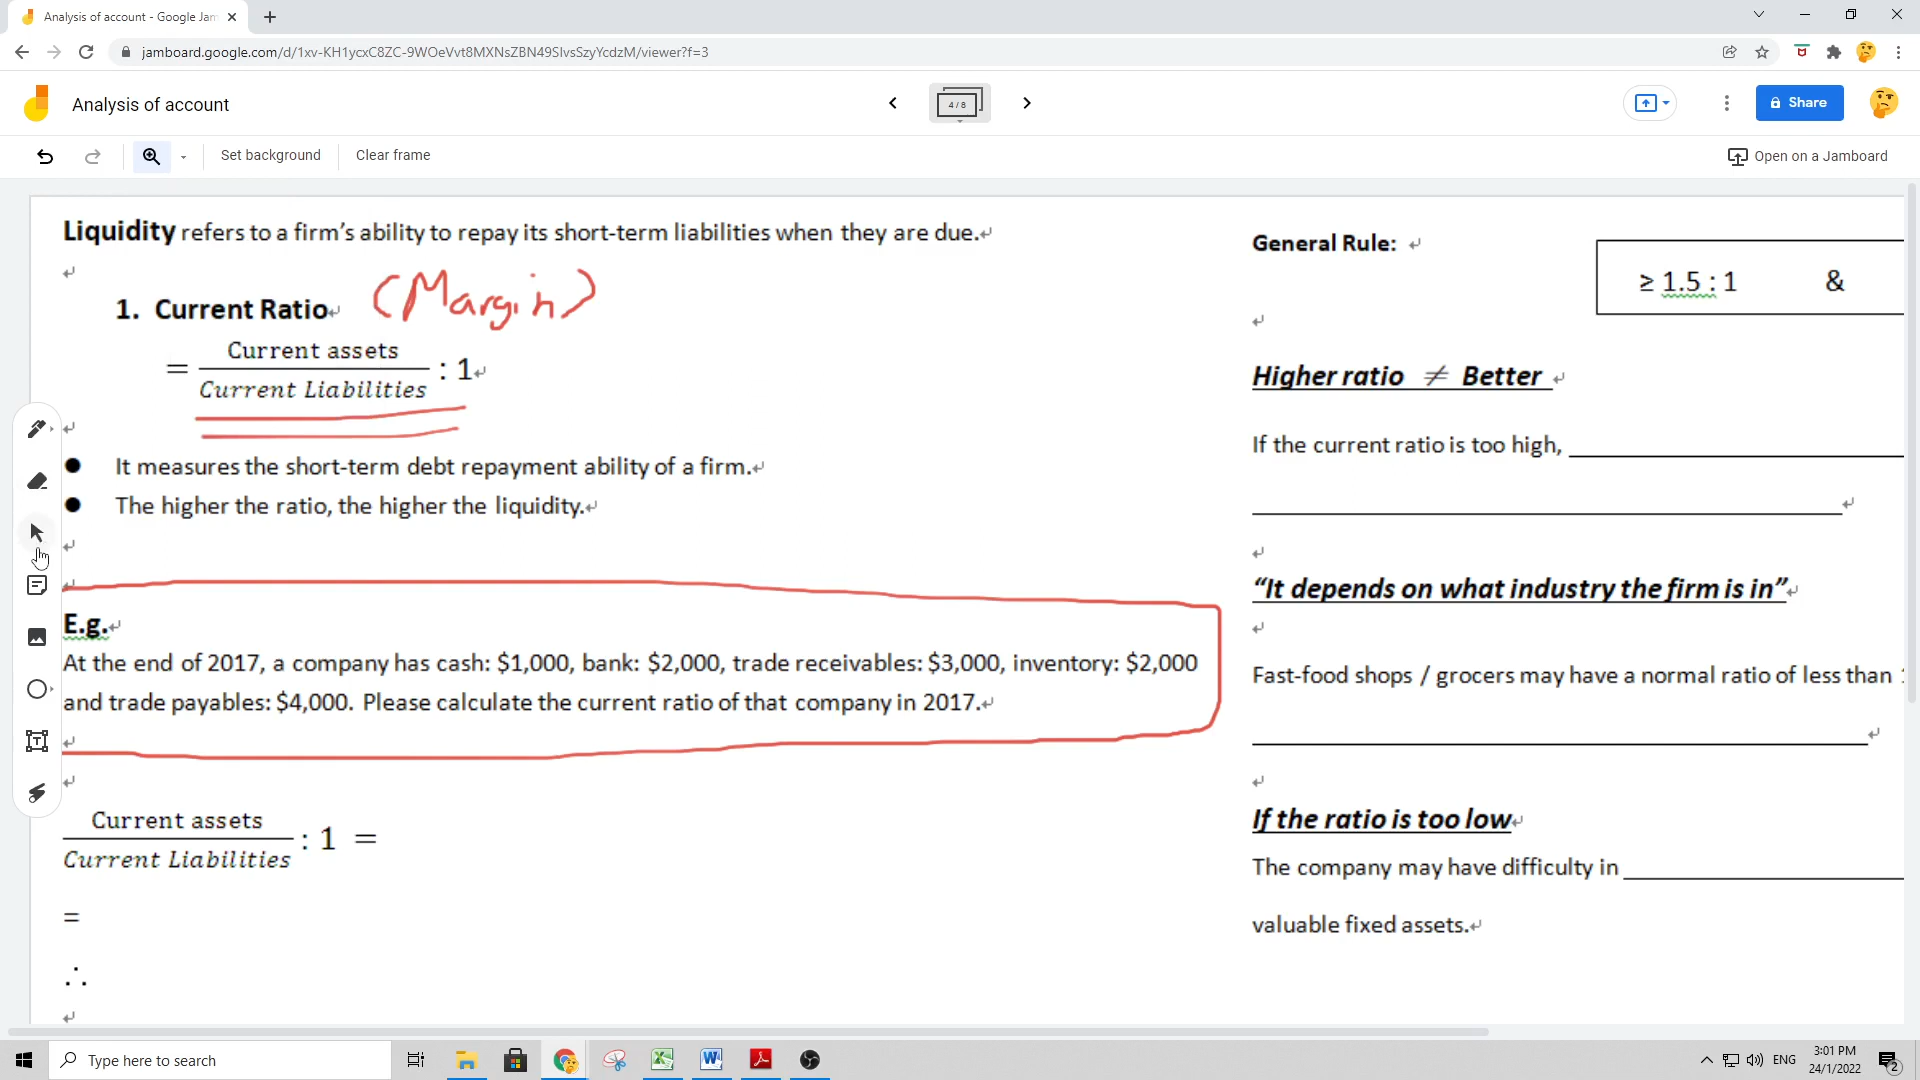 Analysis of account - Google Jam
jamboard.google.com/d/1xv-KH1ycxC8ZC-9WOeVvt8MXNsZBN49SlvsSzyYcdzM/viewer?f=3
Analysis of account
4 / 8
Share
Set background
Clear frame
Open on a Jamboard
Liquidity refers to a firm's ability to repay its short-term liabilities when they are due.
1. Current Ratio (Margin)
= Current assets
Current Liabilities : 1
It measures the short-term debt repayment ability of a firm.
The higher the ratio, the higher the liquidity.
E.g.
At the end of 2017, a company has cash: $1,000, bank: $2,000, trade receivables: $3,000, inventory: $2,000
and trade payables: $4,000. Please calculate the current ratio of that company in 2017.
Current assets
Current Liabilities : 1 =
=
∴
General Rule:
≥ 1.5 : 1 &
Higher ratio ≠ Better
If the current ratio is too high,
“It depends on what industry the firm is in”
Fast-food shops / grocers may have a normal ratio of less than
If the ratio is too low
The company may have difficulty in
valuable fixed assets.
Type here to search
ENG
3:01 PM
24/1/2022
2